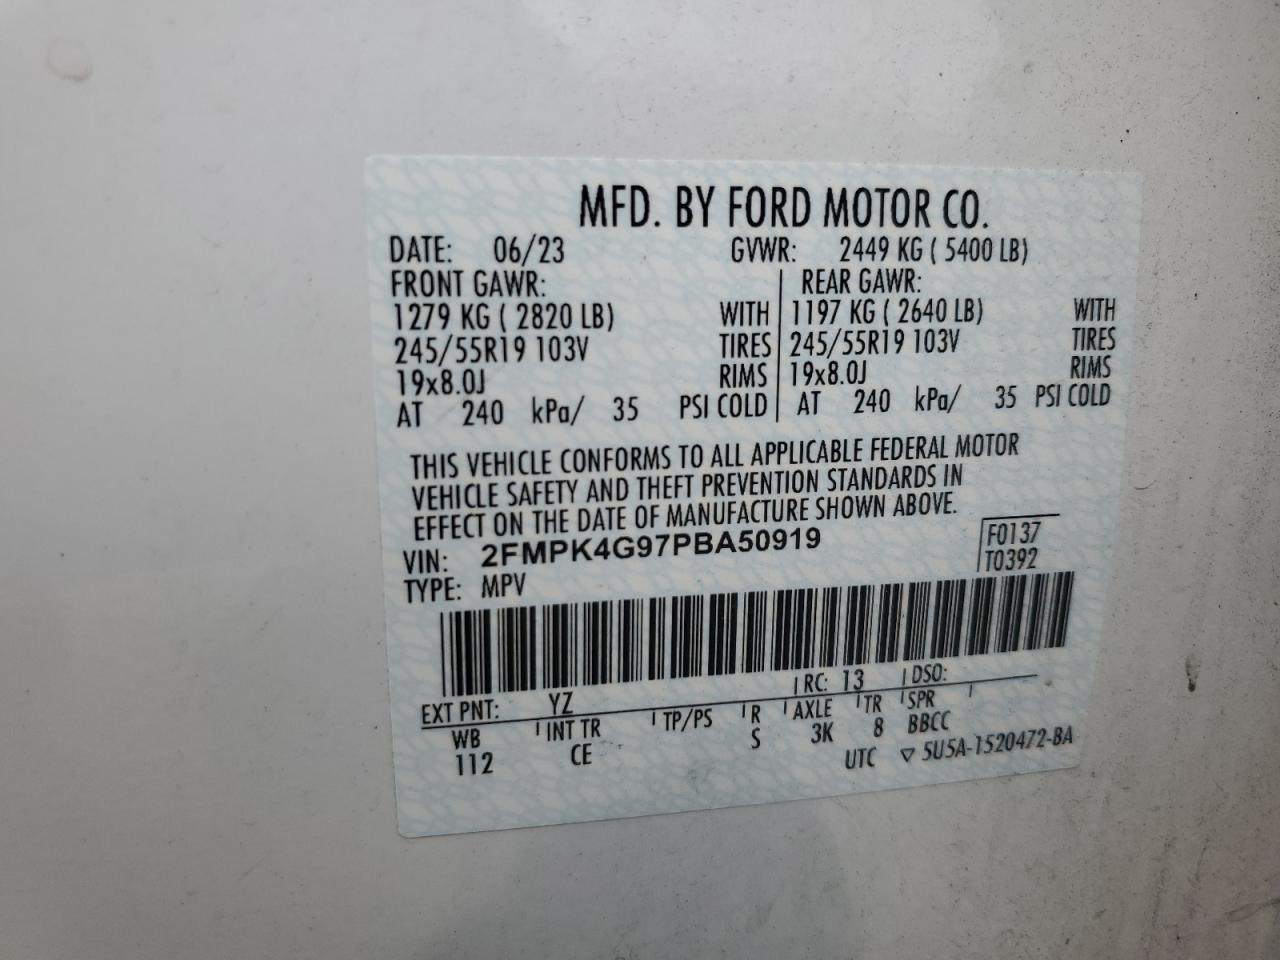 MFD. BY FORD MOTOR CO.
DATE: 06/23 GVWR: 2449 KG ( 5400 LB)
FRONT GAWR: REAR GAWR:
1279 KG ( 2820 LB) WITH 1197 KG ( 2640 LB) WITH
245/55R19 103V TIRES 245/55R19 103V TIRES
19x8.0J RIMS 19x8.0J RIMS
AT 240 kPa/ 35 PSI COLD AT 240 kPa/ 35 PSI COLD
THIS VEHICLE CONFORMS TO ALL APPLICABLE FEDERAL MOTOR
VEHICLE SAFETY AND THEFT PREVENTION STANDARDS IN
EFFECT ON THE DATE OF MANUFACTURE SHOWN ABOVE.
VIN: 2FMPK4G97PBA50919 F0137
TYPE: MPV T0392
EXT PNT: YZ RC: 13 DSO:
WB INT TR TP/PS R AXLE TR SPR
112 CE S 3K 8 BBCC
UTC ▽ 5U5A-1520472-BA